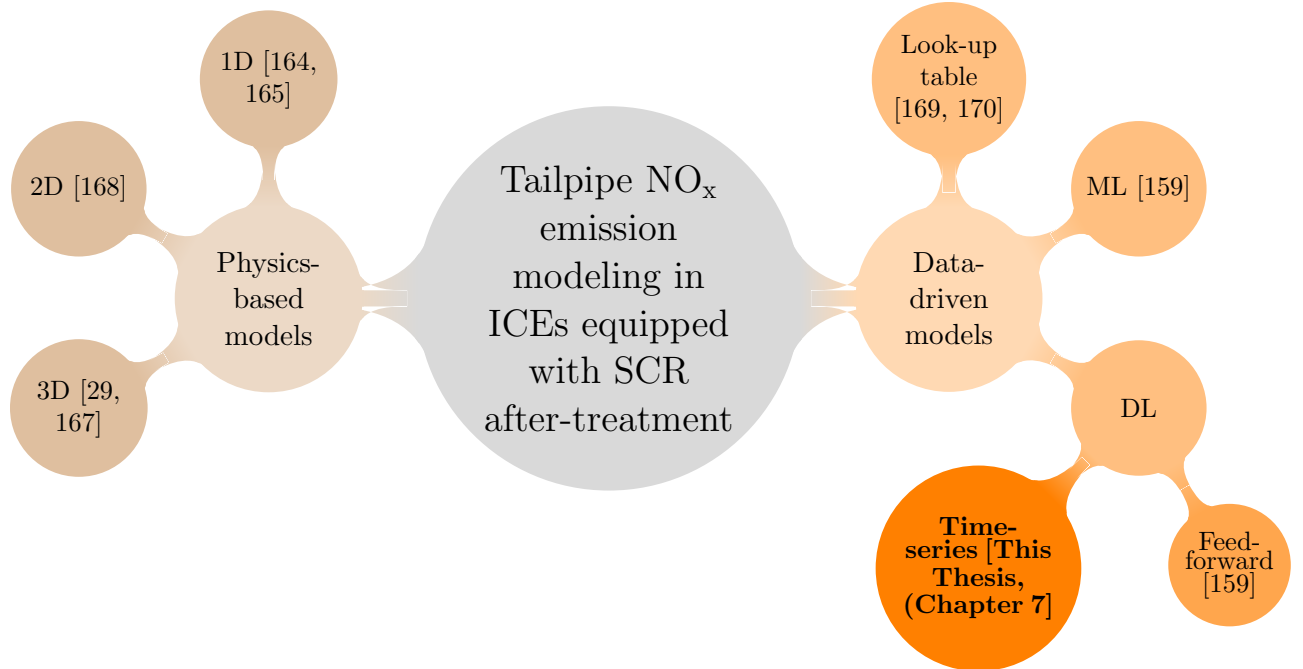 1D [164,
165]
2D [168]
Physics-
based
models
3D [29,
167]
Tailpipe NOx
emission
modeling in
ICEs equipped
with SCR
after-treatment
Look-up
table
[169, 170]
ML [159]
Data-
driven
models
DL
Time-
series [This
Thesis,
(Chapter 7]
Feed-
forward
[159]